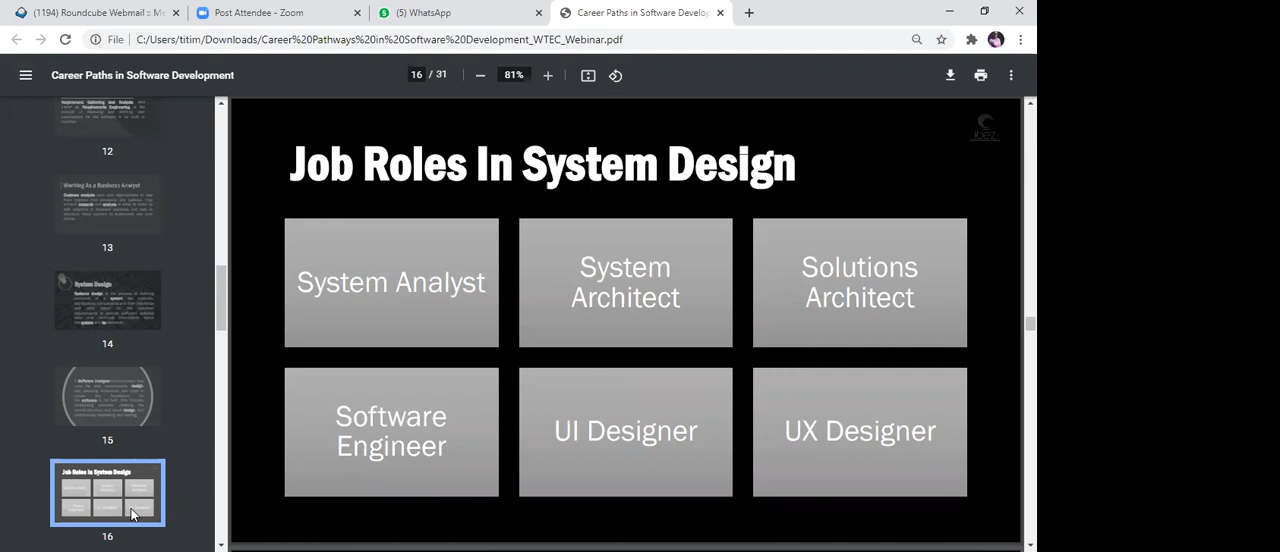 (1194) Roundcube Webmail :: M
Post Attendee - Zoom
(5) WhatsApp
Career Paths in Software Develop
File
C:/Users/titim/Downloads/Career%20Pathways%20in%20Software%20Development_WTEC_Webinar.pdf
Career Paths in Software Development
16 / 31
81%
12
Working As a Business Analyst
13
System Design
14
15
Job Roles In System Design
16
ibez
Job Roles In System Design
System Analyst
System
Architect
Solutions
Architect
Software
Engineer
UI Designer
UX Designer